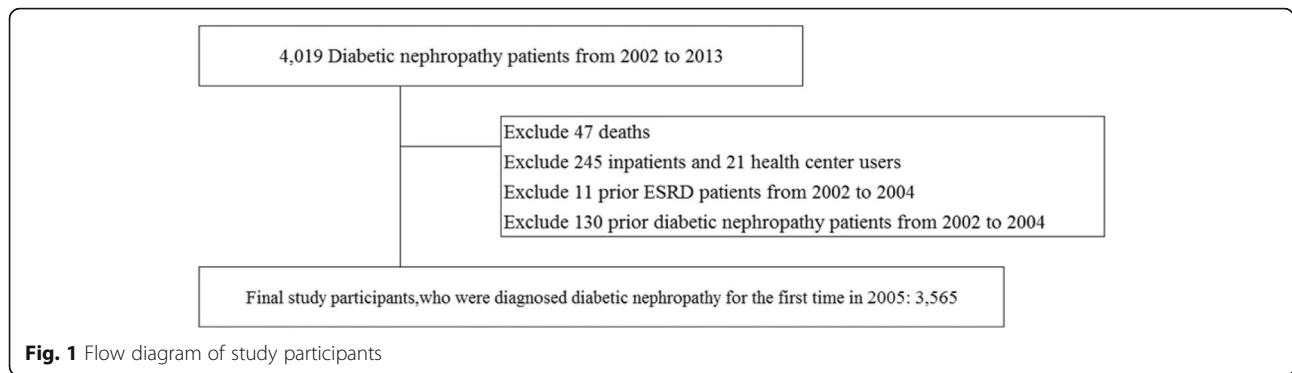 4,019 Diabetic nephropathy patients from 2002 to 2013
Exclude 47 deaths
Exclude 245 inpatients and 21 health center users
Exclude 11 prior ESRD patients from 2002 to 2004
Exclude 130 prior diabetic nephropathy patients from 2002 to 2004
Final study participants,who were diagnosed diabetic nephropathy for the first time in 2005: 3,565
Fig. 1 Flow diagram of study participants